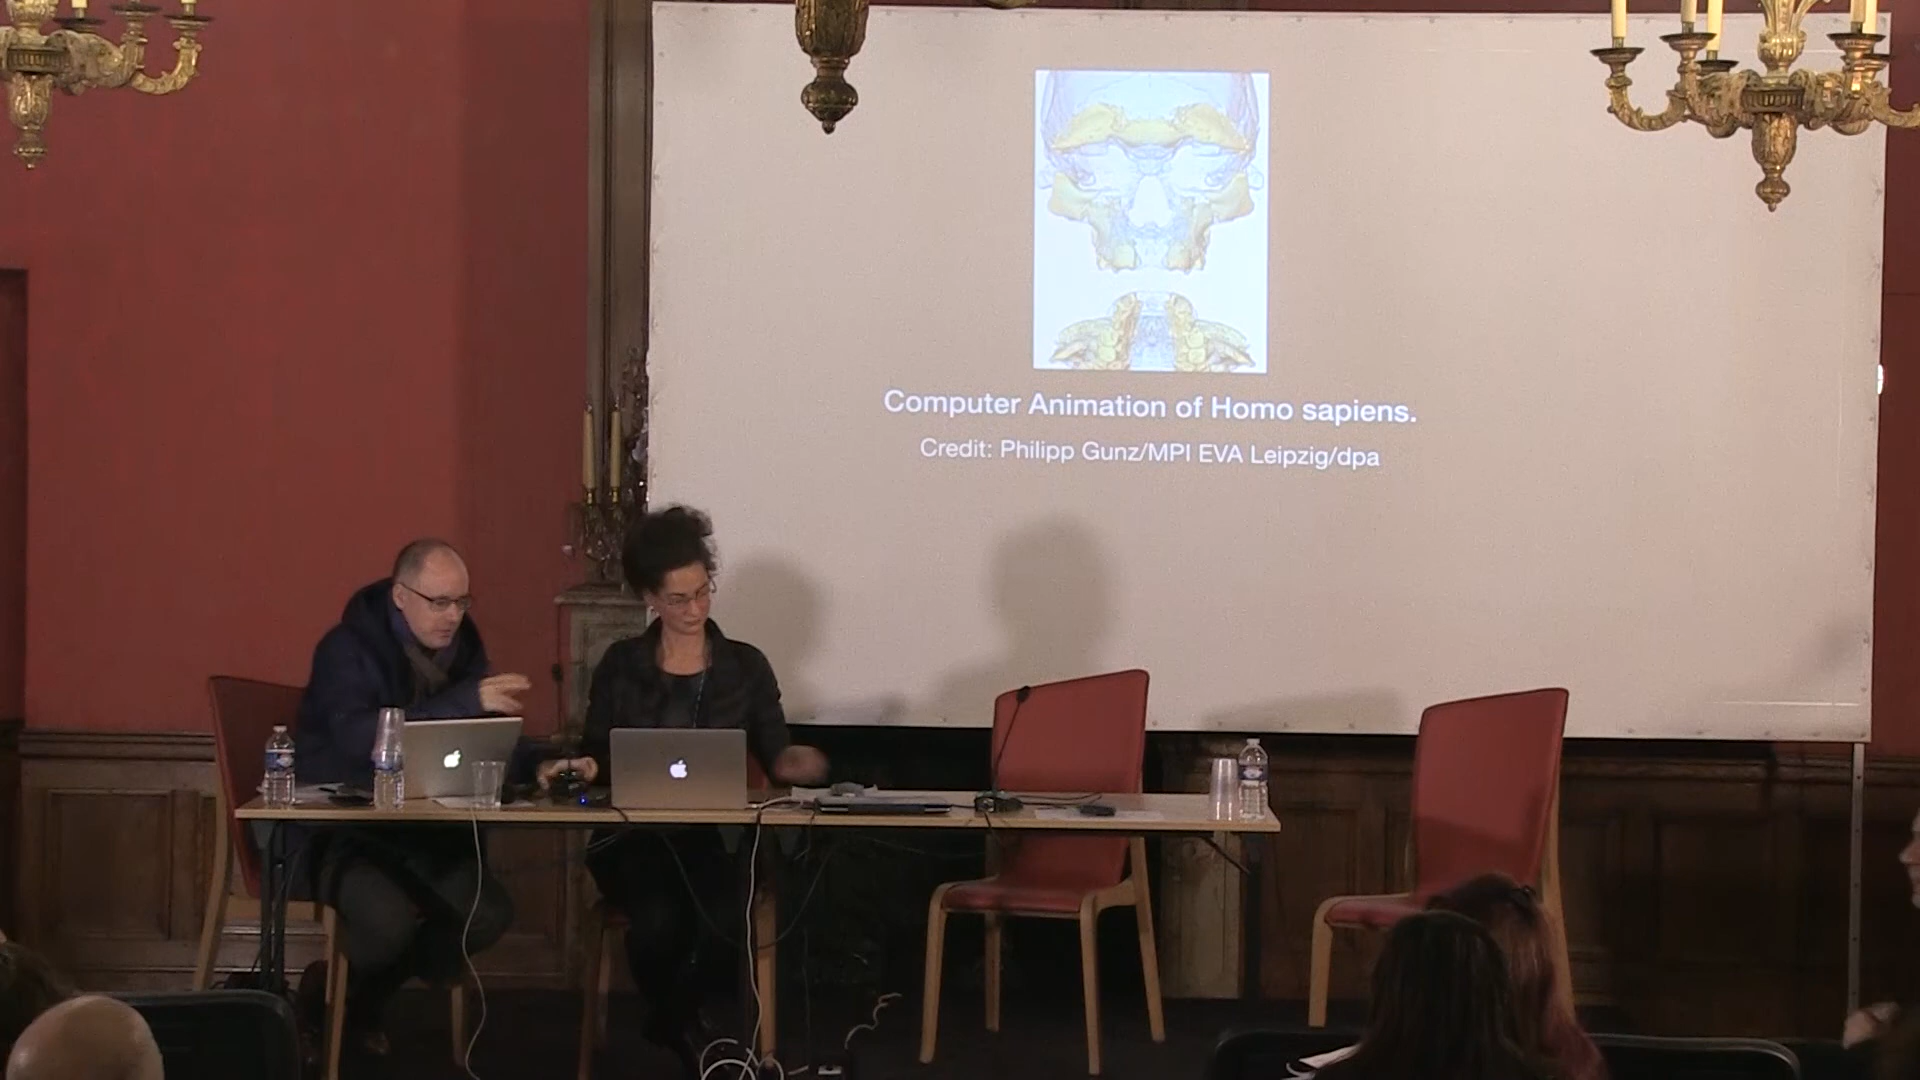 Computer Animation of Homo sapiens.
Credit: Philipp Gunz/MPI EVA Leipzig/dpa